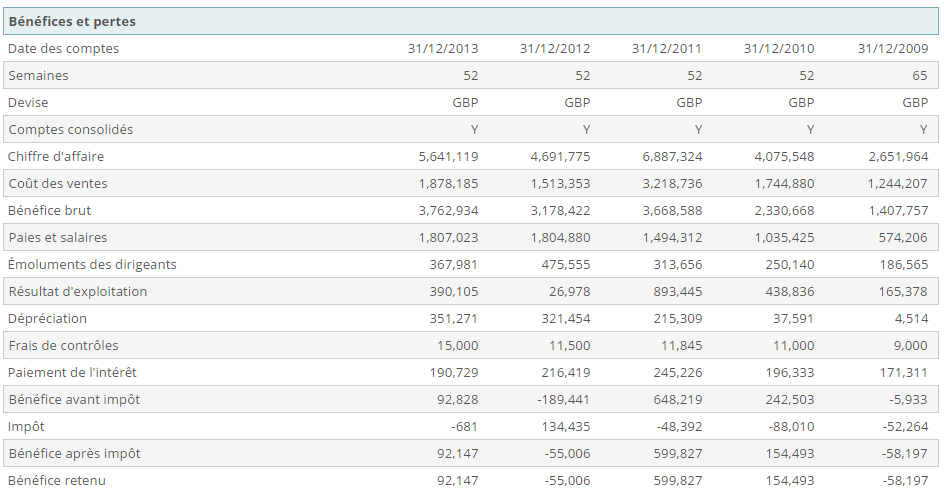 Bénéfices et pertes
Date des comptes 31/12/2013 31/12/2012 31/12/2011 31/12/2010 31/12/2009
Semaines 52 52 52 52 65
Devise GBP GBP GBP GBP GBP
Comptes consolidés Y Y Y Y Y
Chiffre d'affaire 5,641,119 4,691,775 6,887,324 4,075,548 2,651,964
Coût des ventes 1,878,185 1,513,353 3,218,736 1,744,880 1,244,207
Bénéfice brut 3,762,934 3,178,422 3,668,588 2,330,668 1,407,757
Paies et salaires 1,807,023 1,804,880 1,494,312 1,035,425 574,206
Émoluments des dirigeants 367,981 475,555 313,656 250,140 186,565
Résultat d'exploitation 390,105 26,978 893,445 438,836 165,378
Dépréciation 351,271 321,454 215,309 37,591 4,514
Frais de contrôles 15,000 11,500 11,845 11,000 9,000
Paiement de l'intérêt 190,729 216,419 245,226 196,333 171,311
Bénéfice avant impôt 92,828 -189,441 648,219 242,503 -5,933
Impôt -681 134,435 -48,392 -88,010 -52,264
Bénéfice après impôt 92,147 -55,006 599,827 154,493 -58,197
Bénéfice retenu 92,147 -55,006 599,827 154,493 -58,197